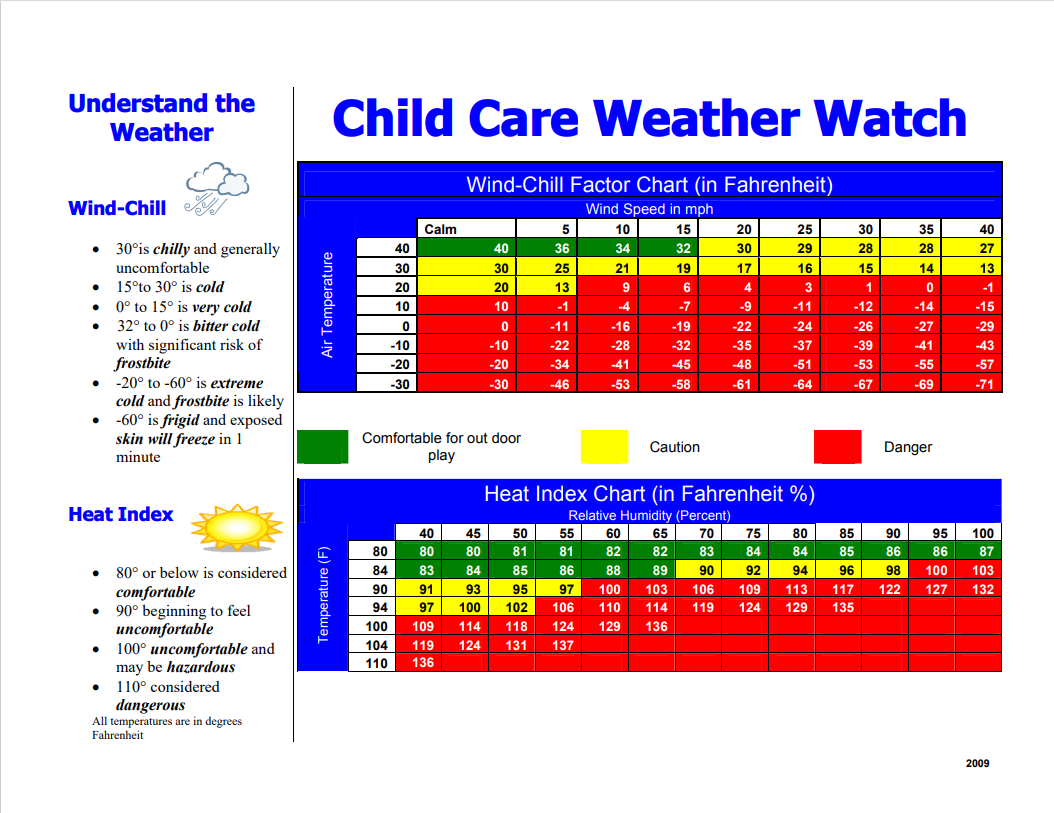 Understand the
Weather
Wind-Chill
• 30°is chilly and generally
uncomfortable
• 15°to 30° is cold
• 0° to 15° is very cold
• 32° to 0° is bitter cold
with significant risk of
frostbite
• -20° to -60° is extreme
cold and frostbite is likely
• -60° is frigid and exposed
skin will freeze in 1
minute
Heat Index
• 80° or below is considered
comfortable
• 90° beginning to feel
uncomfortable
• 100° uncomfortable and
may be hazardous
• 110° considered
dangerous
All temperatures are in degrees
Fahrenheit
Child Care Weather Watch
Wind-Chill Factor Chart (in Fahrenheit)
Wind Speed in mph
Air Temperature
Calm 5 10 15 20 25 30 35 40
40 40 36 34 32 30 29 28 28 27
30 30 25 21 19 17 16 15 14 13
20 20 13 9 6 4 3 1 0 -1
10 10 -1 -4 -7 -9 -11 -12 -14 -15
0 0 -11 -16 -19 -22 -24 -26 -27 -29
-10 -10 -22 -28 -32 -35 -37 -39 -41 -43
-20 -20 -34 -41 -45 -48 -51 -53 -55 -57
-30 -30 -46 -53 -58 -61 -64 -67 -69 -71
Comfortable for out door
play
Caution
Danger
Heat Index Chart (in Fahrenheit %)
Relative Humidity (Percent)
Temperature (F)
40 45 50 55 60 65 70 75 80 85 90 95 100
80 80 80 81 81 82 82 83 84 84 85 86 86 87
84 83 84 85 86 88 89 90 92 94 96 98 100 103
90 91 93 95 97 100 103 106 109 113 117 122 127 132
94 97 100 102 106 110 114 119 124 129 135
100 109 114 118 124 129 136
104 119 124 131 137
110 136
2009